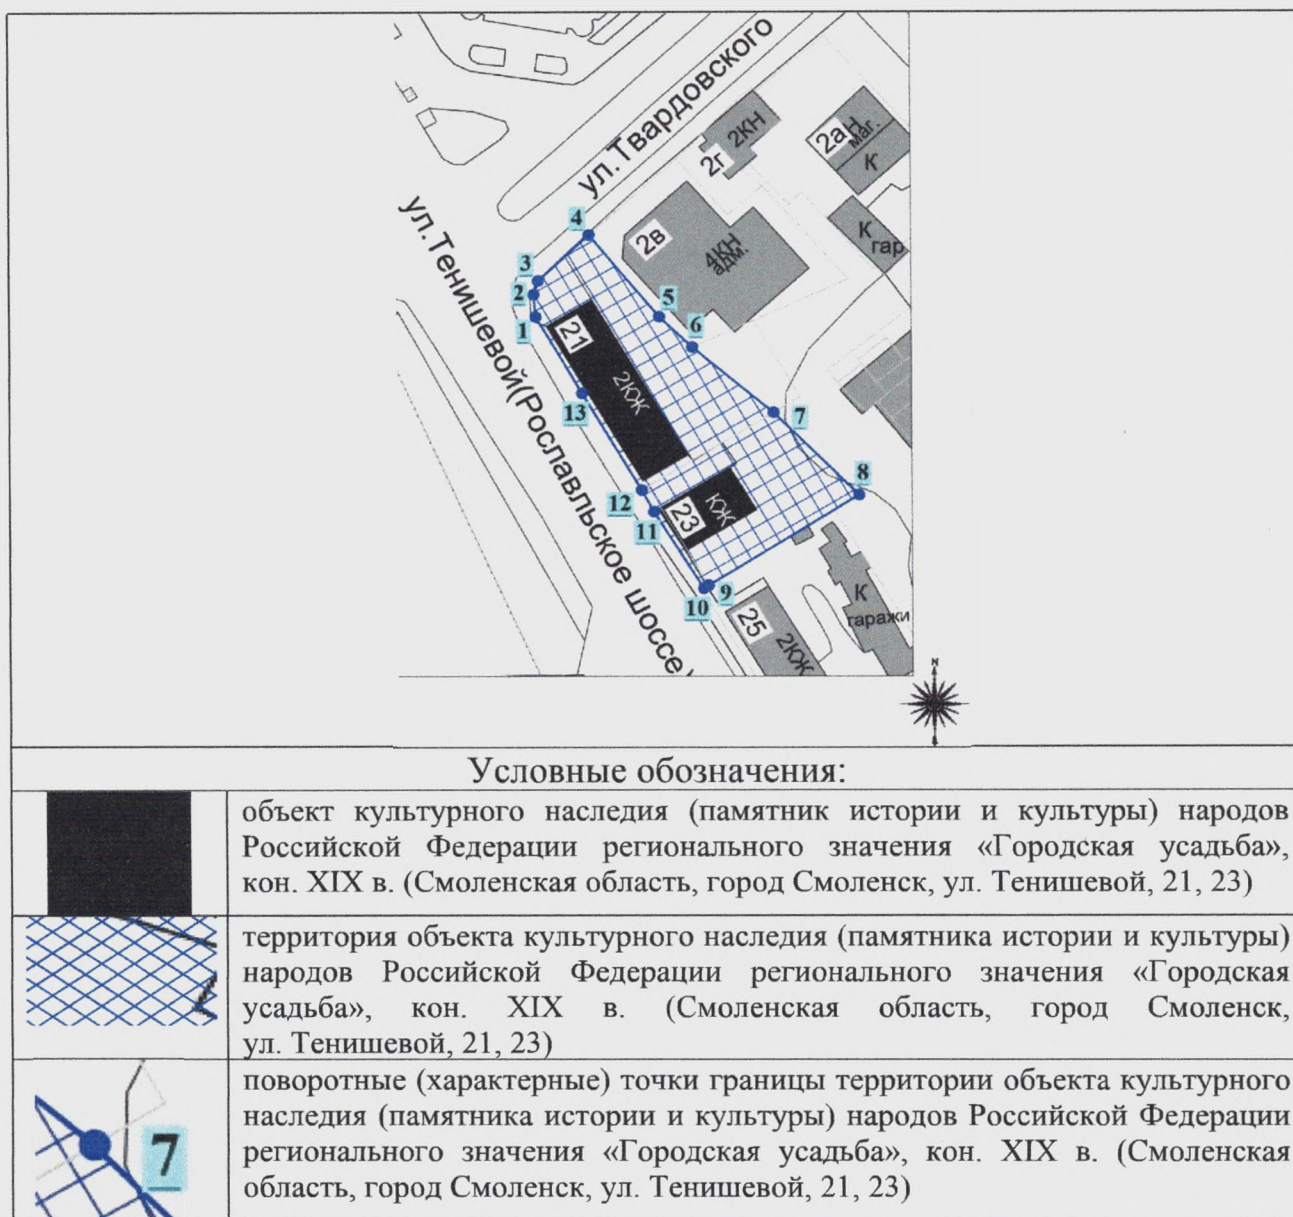 ул.Твардовского
2КН
2г
2аН
маг.
К
ул.Тенишевой(Рославльское шоссе)
4
2в
4КН
адм.
К
гар.
3
2
1
5
6
21
2КЖ
13
7
8
12
11
23
КЖ
10
9
25
2КЖ
К
гаражи
N
Условные обозначения:
объект культурного наследия (памятник истории и культуры) народов
Российской Федерации регионального значения «Городская усадьба»,
кон. XIX в. (Смоленская область, город Смоленск, ул. Тенишевой, 21, 23)
территория объекта культурного наследия (памятника истории и культуры)
народов Российской Федерации регионального значения «Городская
усадьба», кон. XIX в. (Смоленская область, город Смоленск,
ул. Тенишевой, 21, 23)
7
поворотные (характерные) точки границы территории объекта культурного
наследия (памятника истории и культуры) народов Российской Федерации
регионального значения «Городская усадьба», кон. XIX в. (Смоленская
область, город Смоленск, ул. Тенишевой, 21, 23)